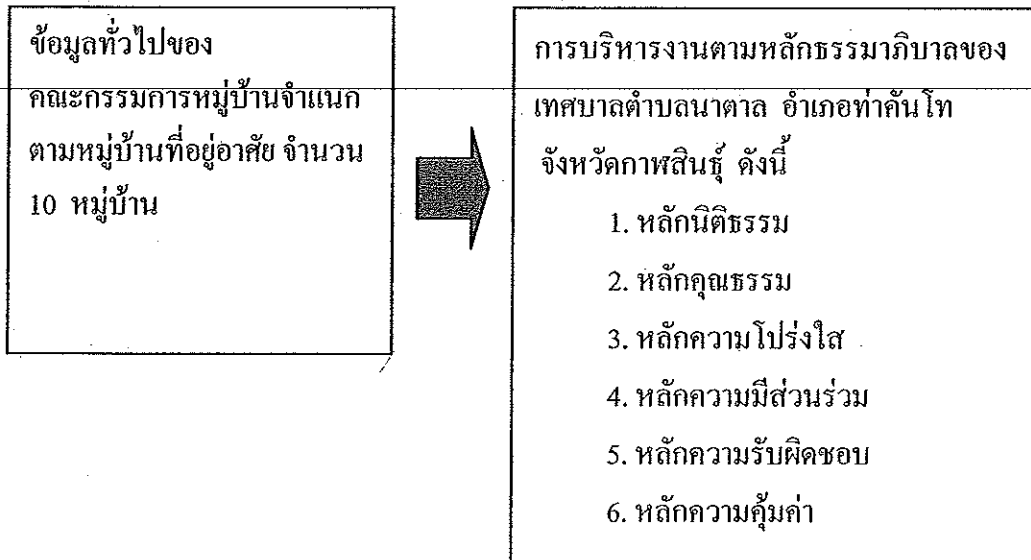 ข้อมูลทั่วไปของ
คณะกรรมการหมู่บ้านจำแนก
ตามหมู่บ้านที่อยู่อาศัย จำนวน
10 หมู่บ้าน
การบริหารงานตามหลักธรรมาภิบาลของ
เทศบาลตำบลนาตาล อำเภอท่าคันโท
จังหวัดกาฬสินธุ์ ดังนี้
1. หลักนิติธรรม
2. หลักคุณธรรม
3. หลักความโปร่งใส
4. หลักความมีส่วนร่วม
5. หลักความรับผิดชอบ
6. หลักความคุ้มค่า